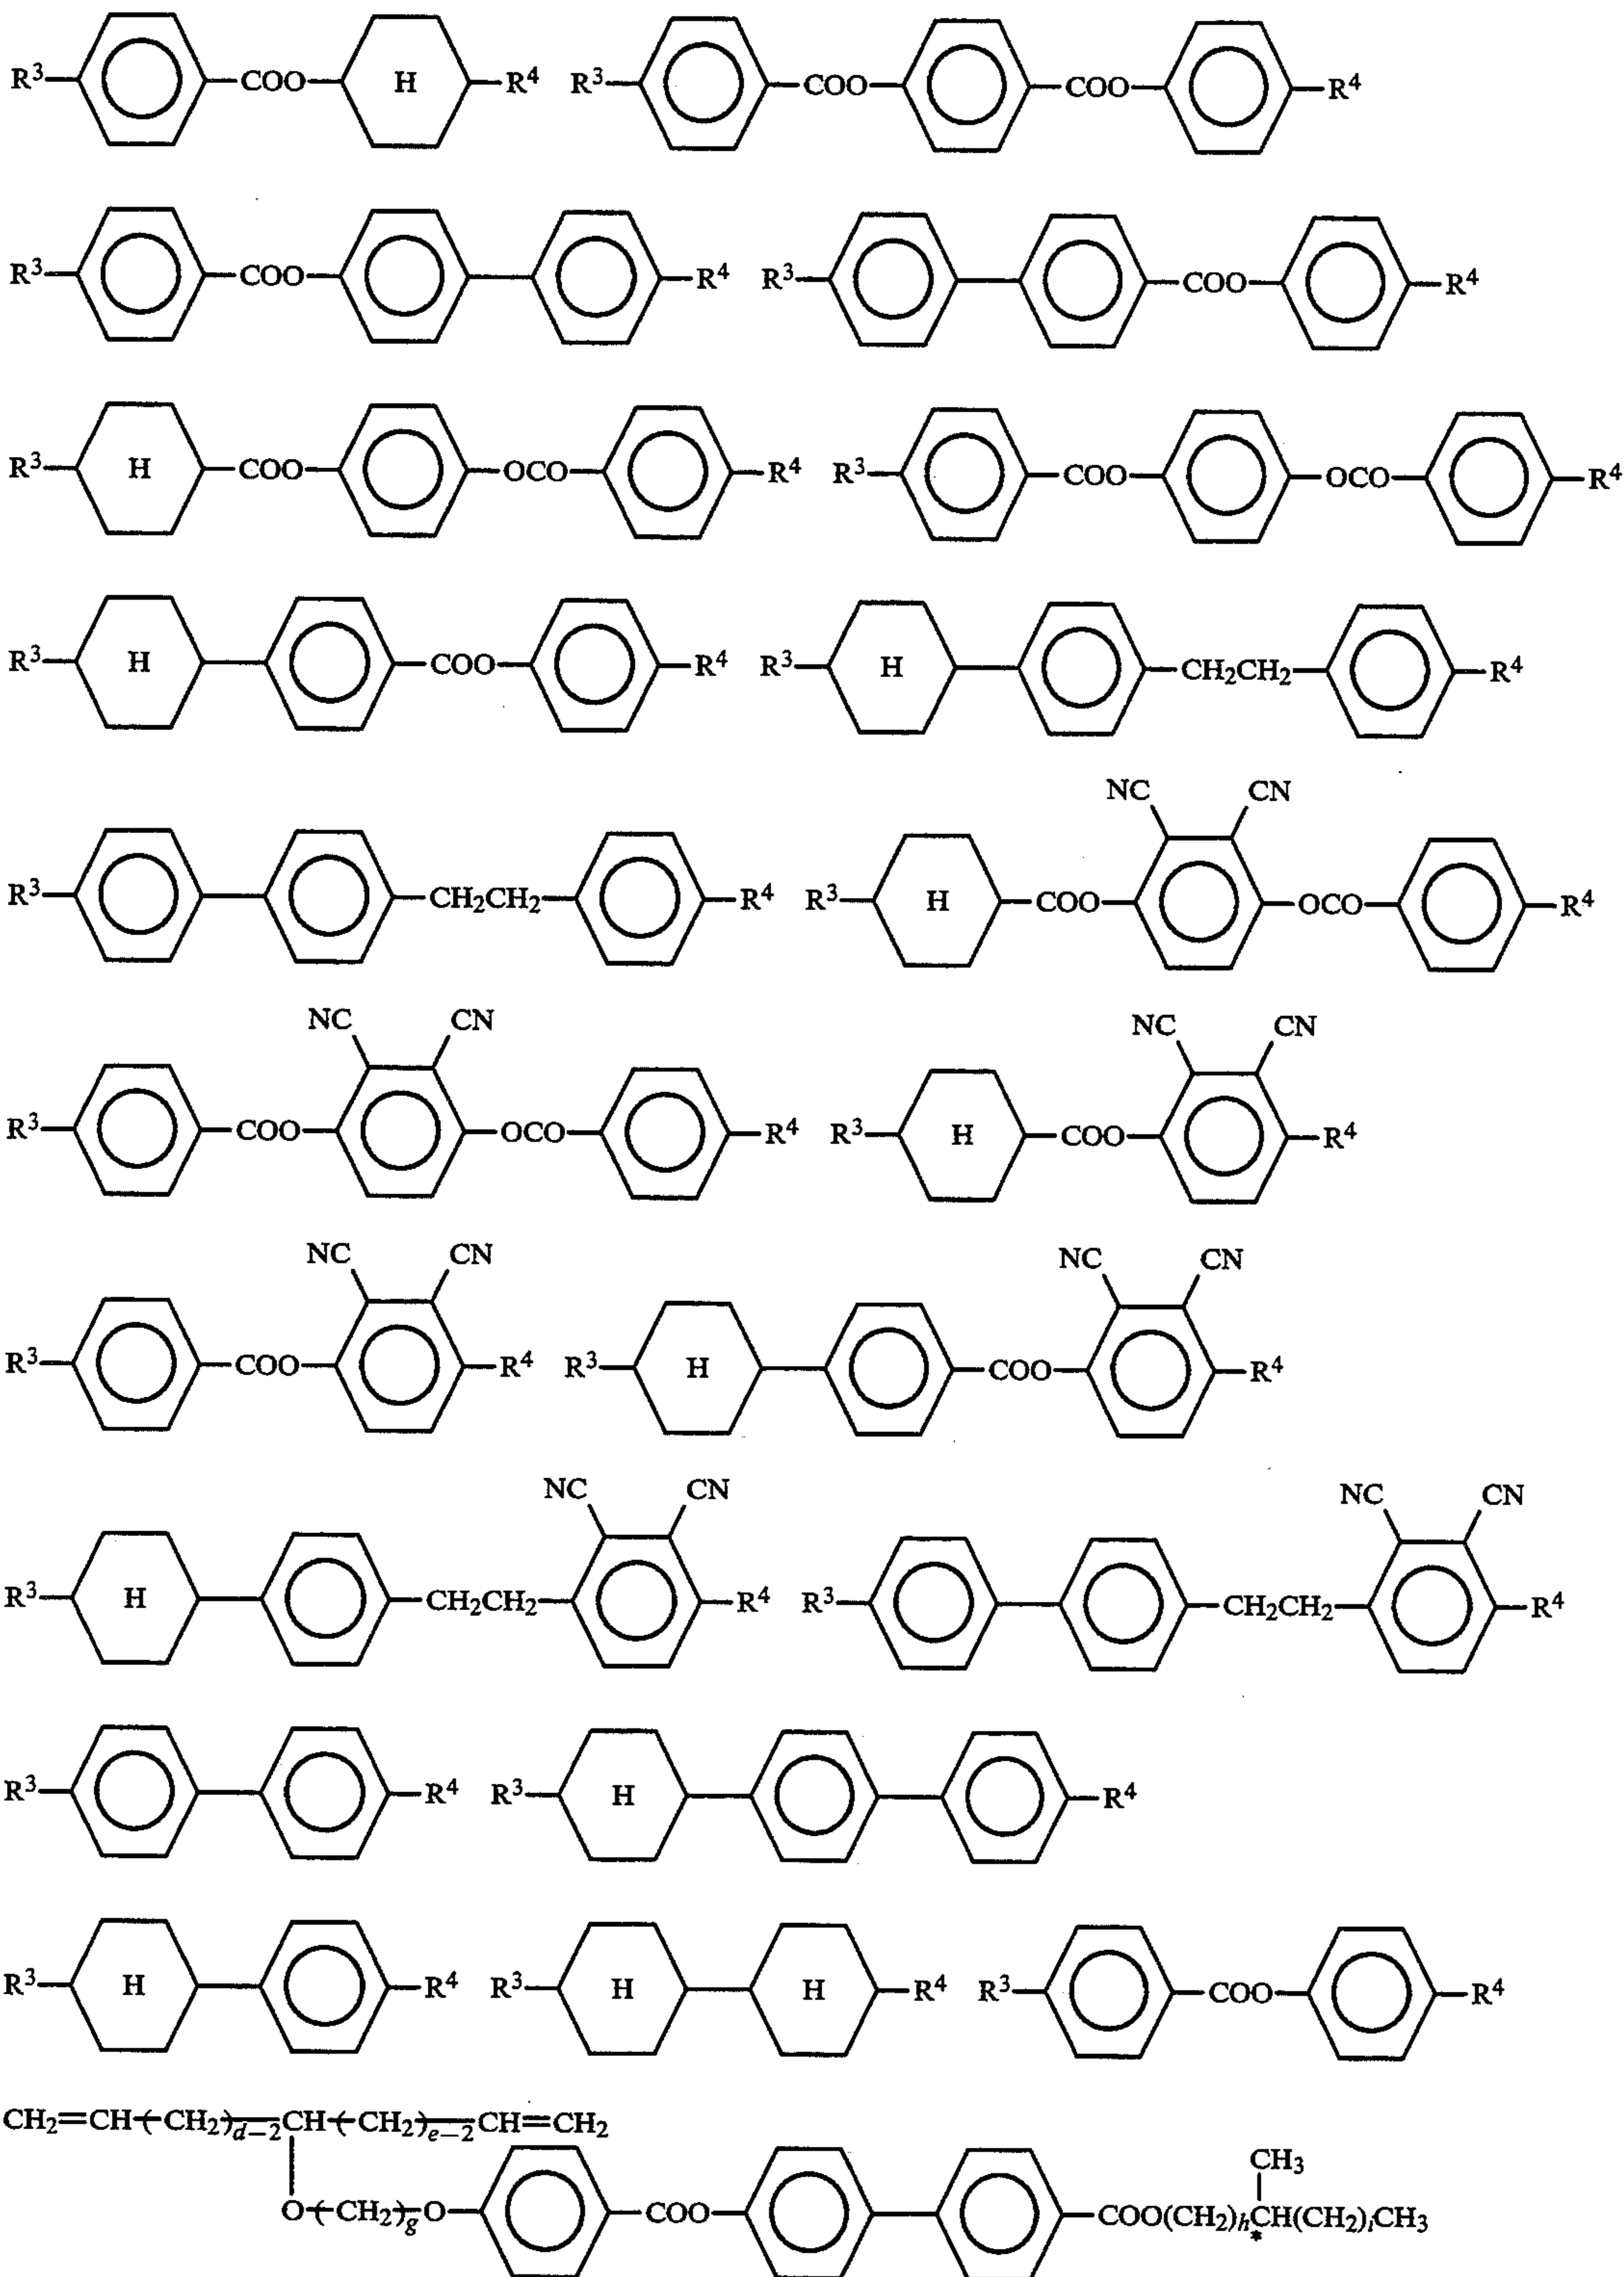 R³ COO H R⁴ R³ COO COO R⁴
R³ COO R⁴ R³ COO R⁴
R³ H COO OCO R⁴ R³ COO OCO R⁴
R³ H COO R⁴ R³ H CH₂CH₂ R⁴
NC CN
R³ CH₂CH₂ R⁴ R³ H COO OCO R⁴
NC CN NC CN
R³ COO OCO R⁴ R³ H COO R⁴
NC CN NC CN
R³ COO R⁴ R³ H COO R⁴
NC CN NC CN
R³ H CH₂CH₂ R⁴ R³ CH₂CH₂ R⁴
R³ R⁴ R³ H R⁴
R³ H R⁴ R³ H H R⁴ R³ COO R⁴
CH₂=CH-(CH₂)d-2-CH-(CH₂)e-2-CH=CH₂
CH₃
O-(CH₂)g-O COO COO(CH₂)hCH(CH₂)iCH₃
*